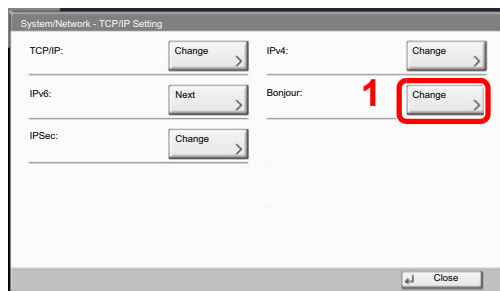 System/Network - TCP/IP Setting
TCP/IP: Change IPv4: Change
IPv6: Next Bonjour: 1 Change
IPSec: Change
Close